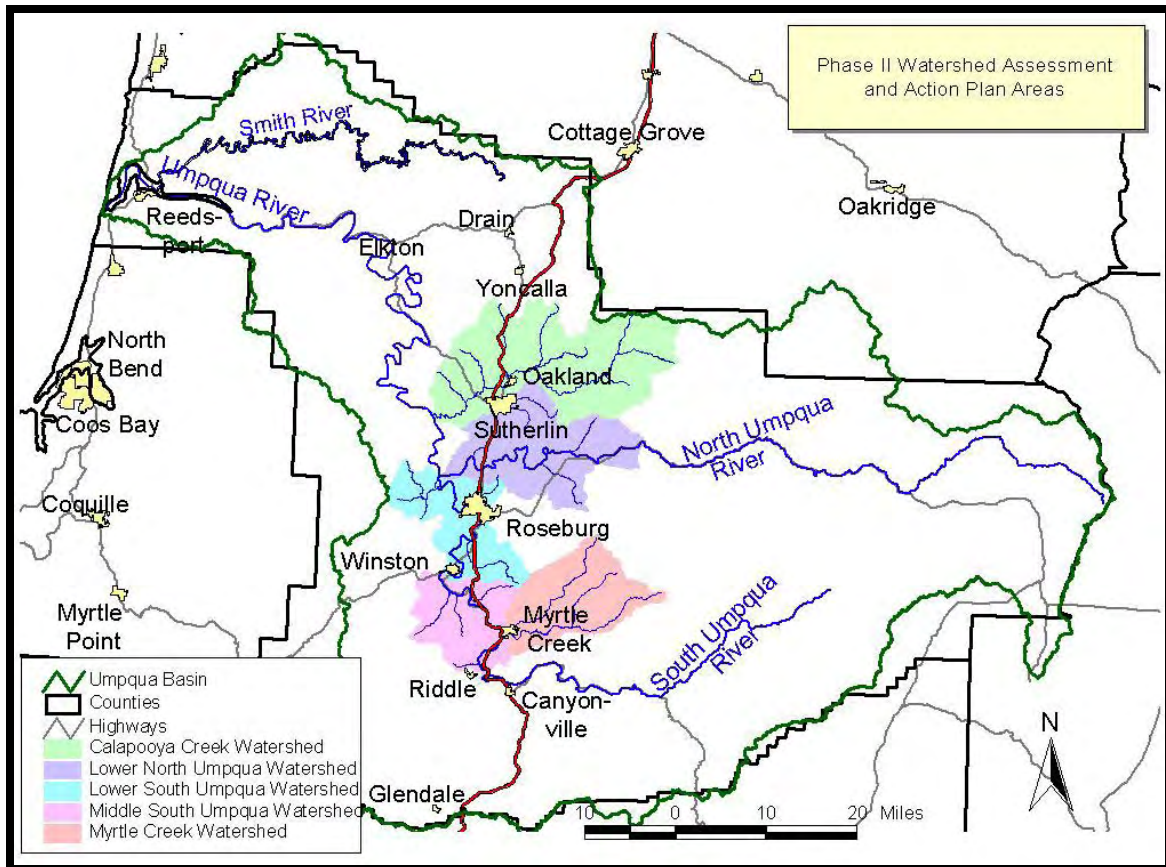 Phase II Watershed Assessment
and Action Plan Areas
Smith River
Cottage Grove
Umpqua River
Oakridge
Reeds-
port
Drain
Elkton
Yoncalla
North
Bend
Oakland
Coos Bay
Sutherlin
North Umpqua
River
Coquille
Roseburg
Winston
Myrtle
Point
Myrtle
Creek
South Umpqua
River
Riddle
Canyon-
ville
Glendale
Umpqua Basin
Counties
Highways
Calapooya Creek Watershed
Lower North Umpqua Watershed
Lower South Umpqua Watershed
Middle South Umpqua Watershed
Myrtle Creek Watershed
N
10 0 10 20 Miles